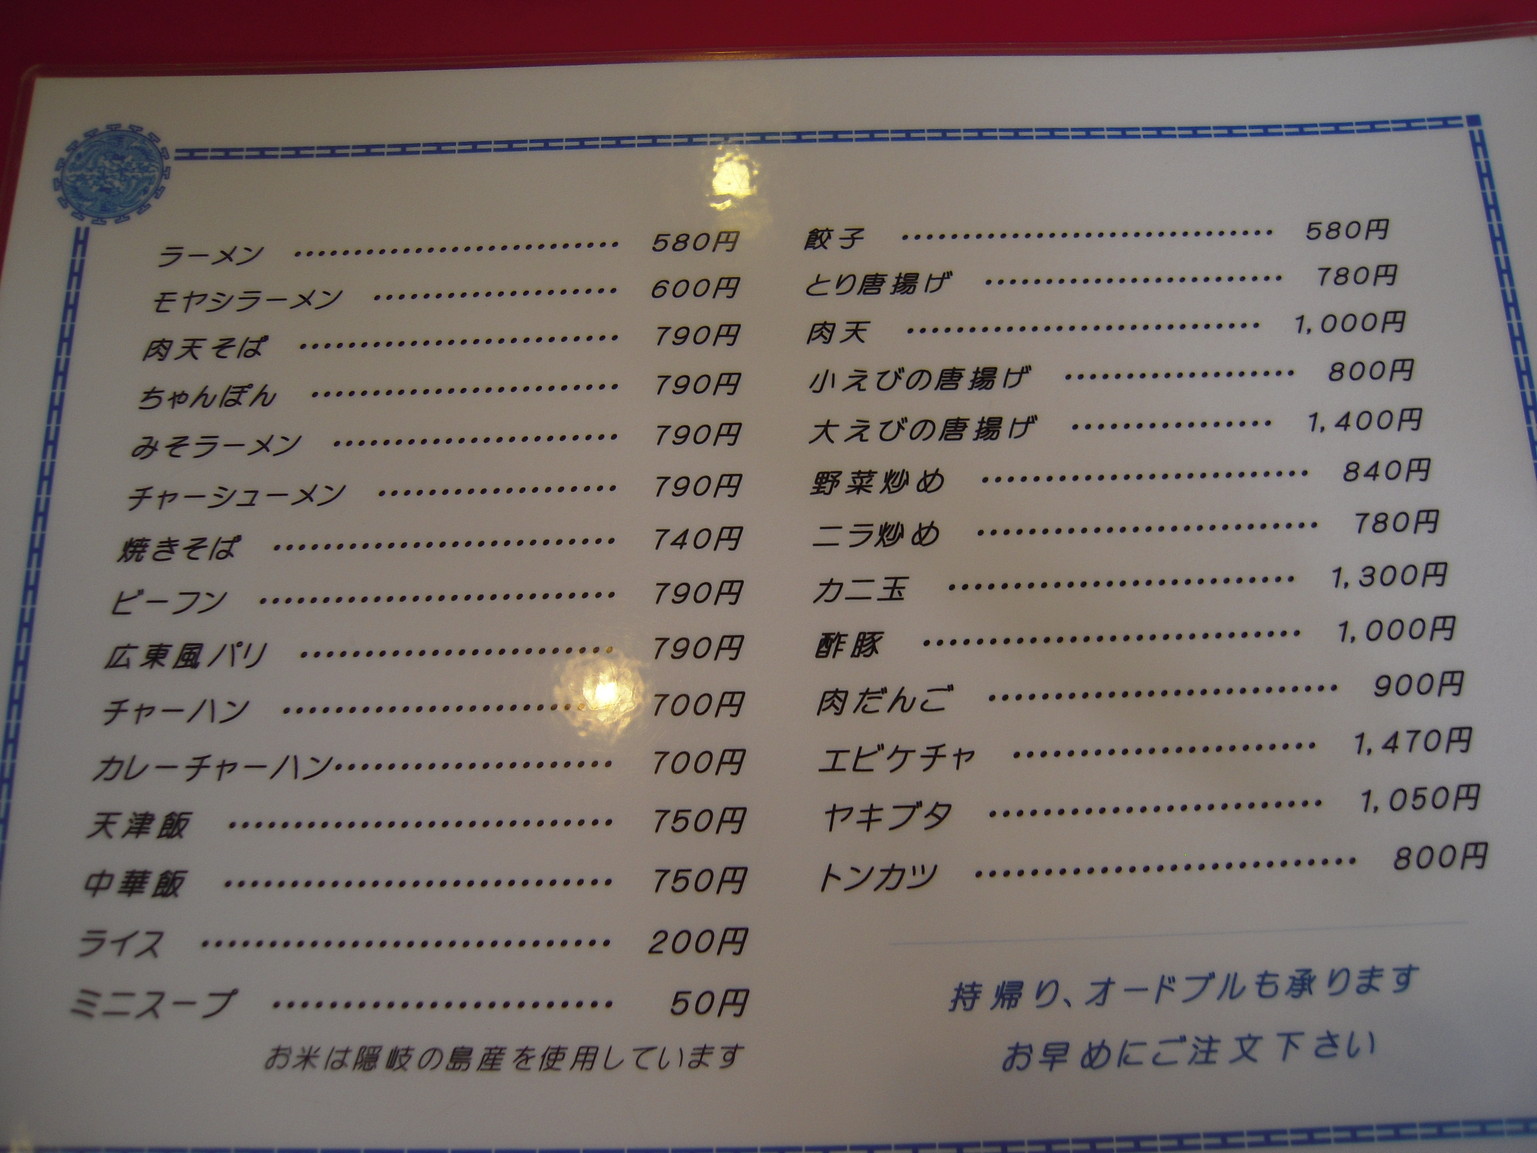 ラーメン ………………………… 580円
モヤシラーメン ………………… 600円
肉天そば ………………………… 790円
ちゃんぽん ……………………… 790円
みそラーメン …………………… 790円
チャーシューメン ……………… 790円
焼きそば ………………………… 740円
ビーフン ………………………… 790円
広東風パリ ……………………… 790円
チャーハン ……………………… 700円
カレーチャーハン ……………… 700円
天津飯 …………………………… 750円
中華飯 …………………………… 750円
ライス …………………………… 200円
ミニスープ ……………………… 50円
お米は隠岐の島産を使用しています
餃子 ……………………………… 580円
とり唐揚げ ……………………… 780円
肉天 ……………………………… 1,000円
小えびの唐揚げ ………………… 800円
大えびの唐揚げ ………………… 1,400円
野菜炒め ………………………… 840円
ニラ炒め ………………………… 780円
カニ玉 …………………………… 1,300円
酢豚 ……………………………… 1,000円
肉だんご ………………………… 900円
エビケチャ ……………………… 1,470円
ヤキブタ ………………………… 1,050円
トンカツ ………………………… 800円
持帰り、オードブルも承ります
お早めにご注文下さい